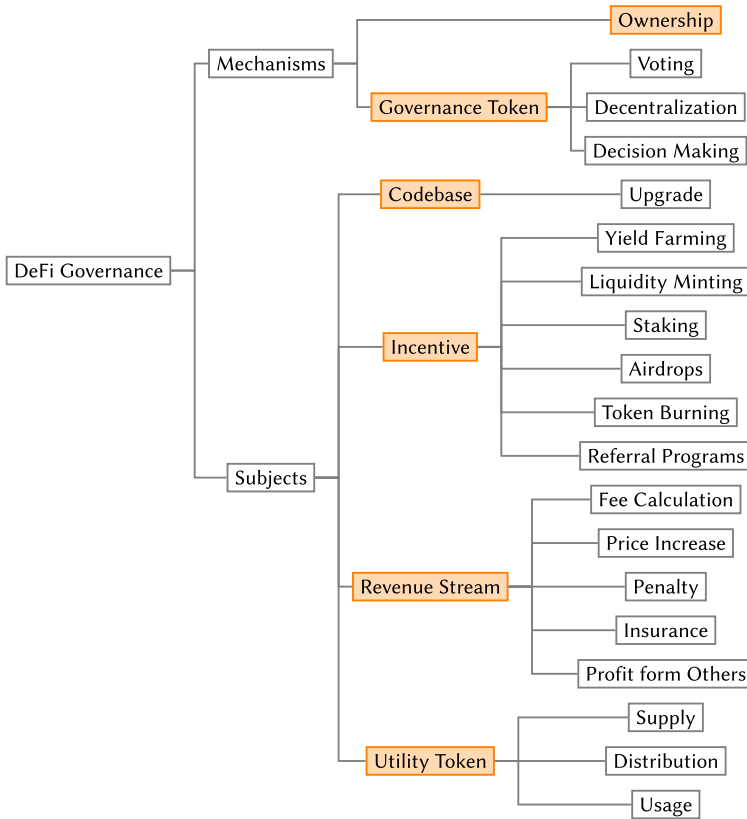 Ownership
Mechanisms
Voting
Governance Token
Decentralization
Decision Making
Codebase
Upgrade
Yield Farming
DeFi Governance
Liquidity Minting
Staking
Incentive
Airdrops
Token Burning
Referral Programs
Subjects
Fee Calculation
Price Increase
Revenue Stream
Penalty
Insurance
Profit form Others
Supply
Utility Token
Distribution
Usage